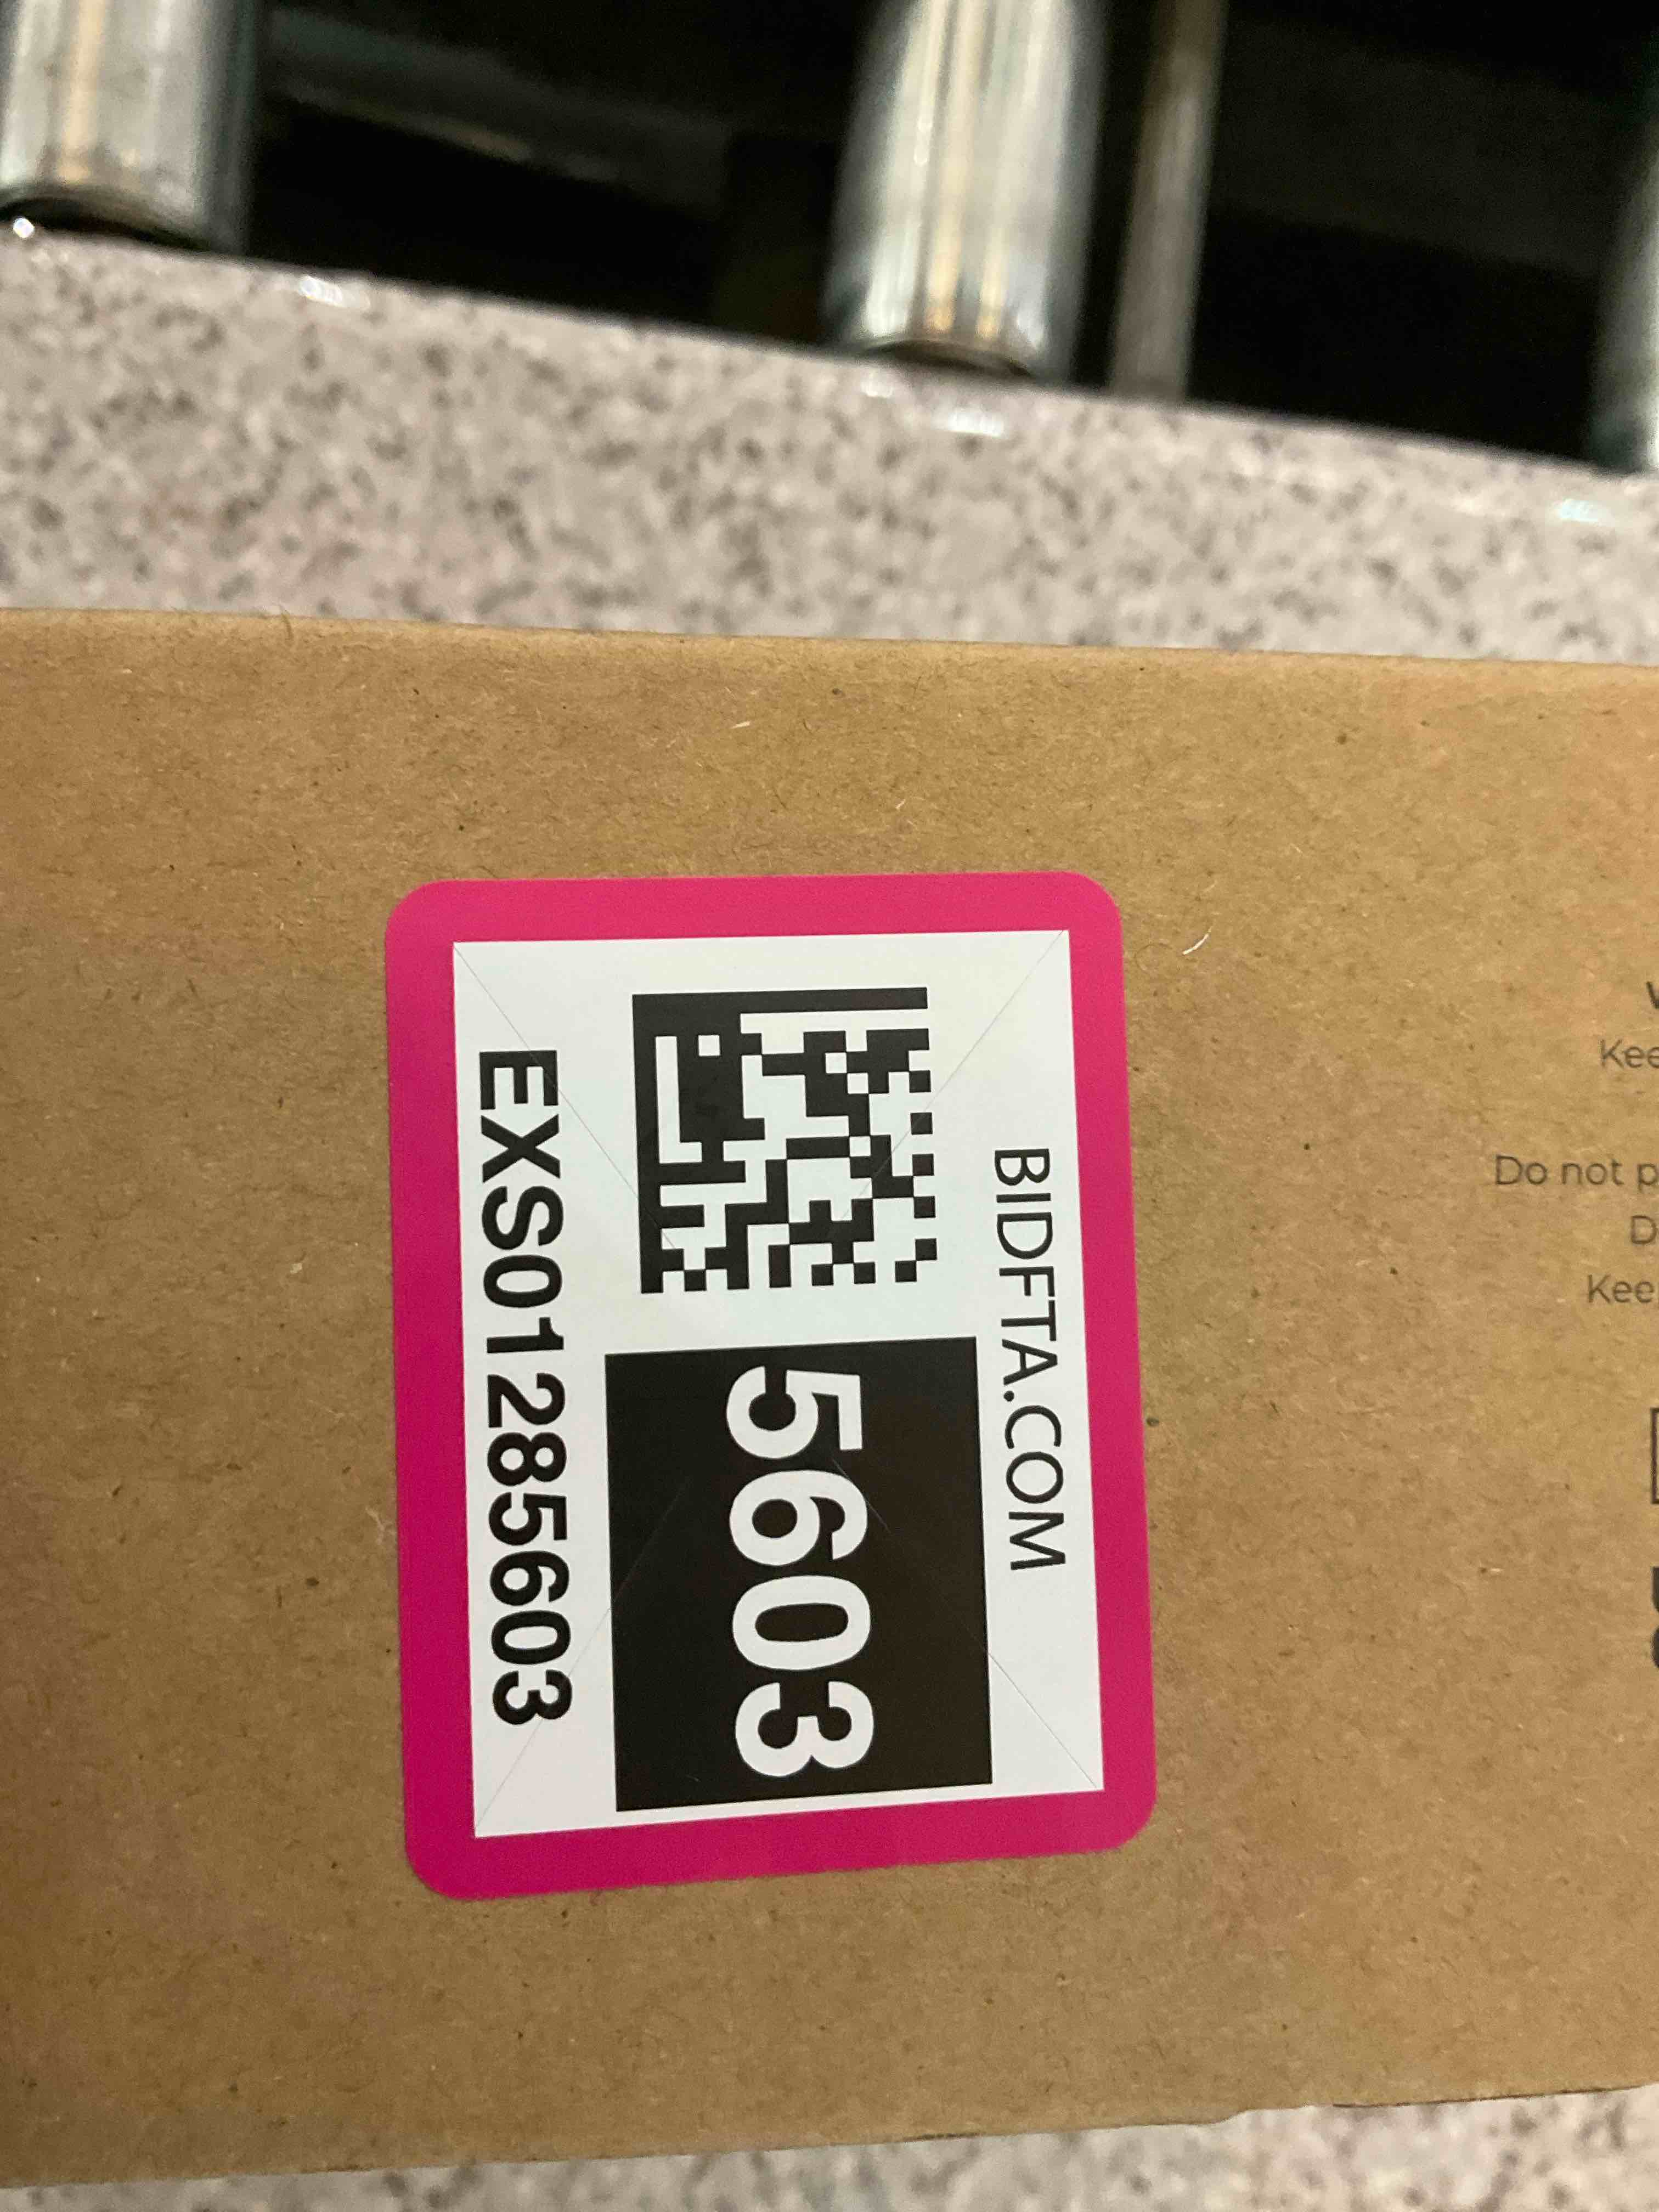 BIDFTA.COM
5603
EXS01285603
Kee
Do not p
D
Kee